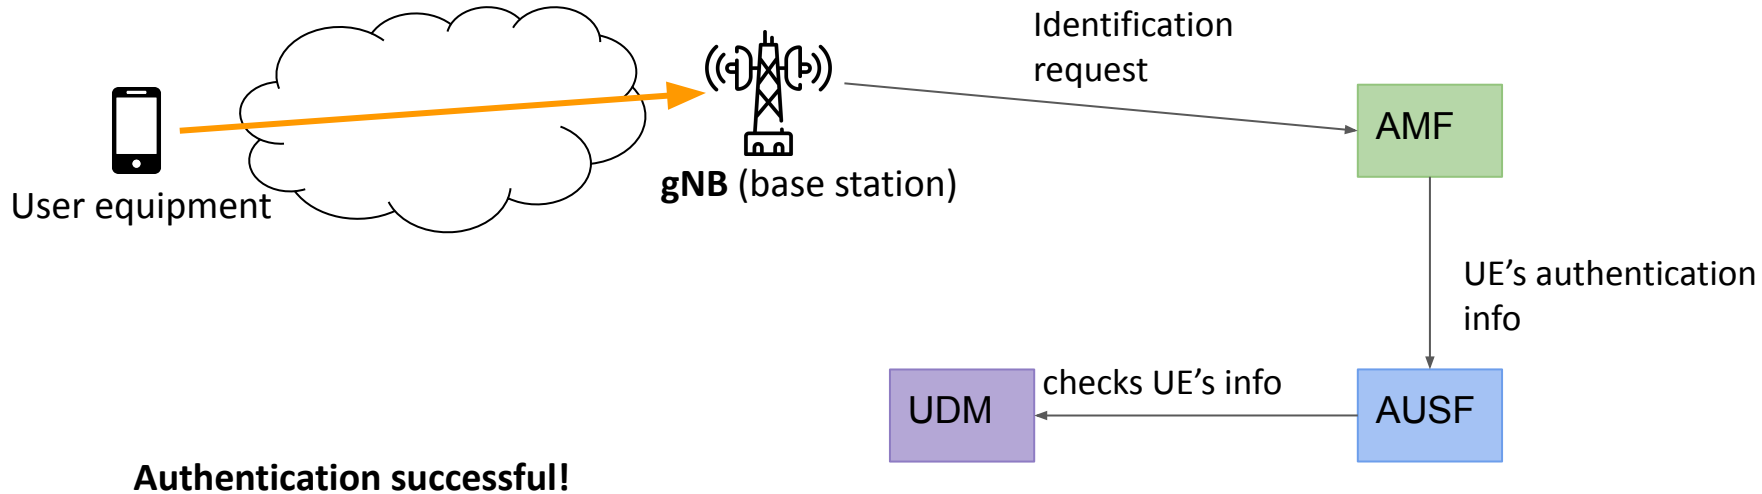 Identification
request
AMF
User equipment
gNB (base station)
UE’s authentication
info
UDM
checks UE’s info
AUSF
Authentication successful!